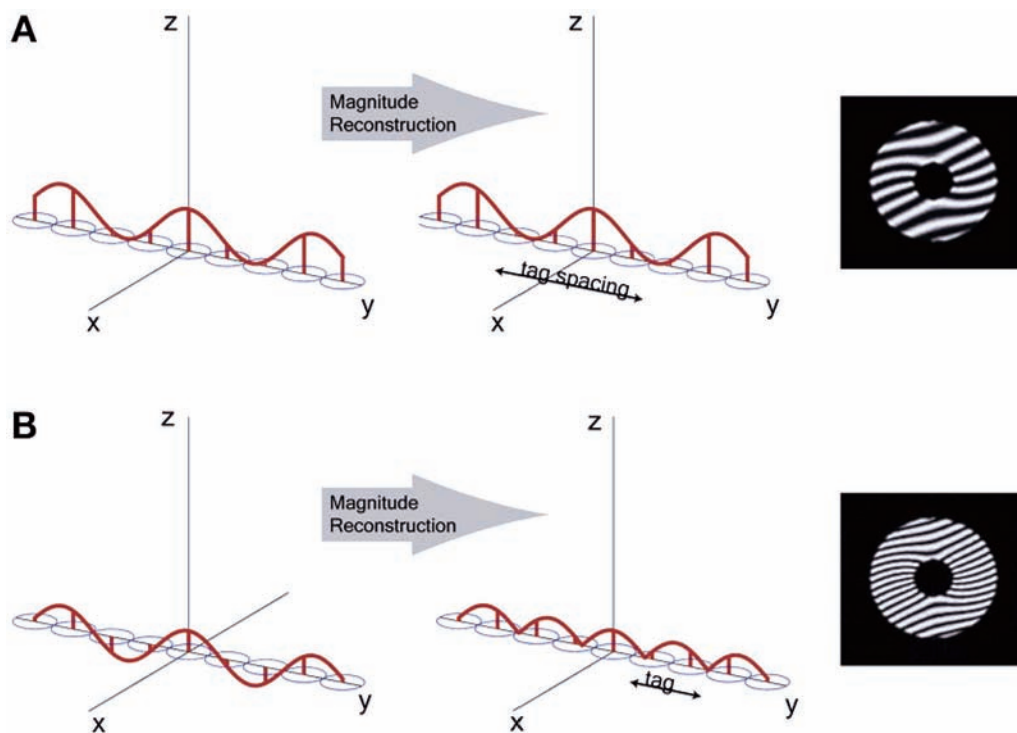 A
z
Magnitude
Reconstruction
x
y
z
tag spacing
x
y
B
z
Magnitude
Reconstruction
x
y
z
tag
x
y